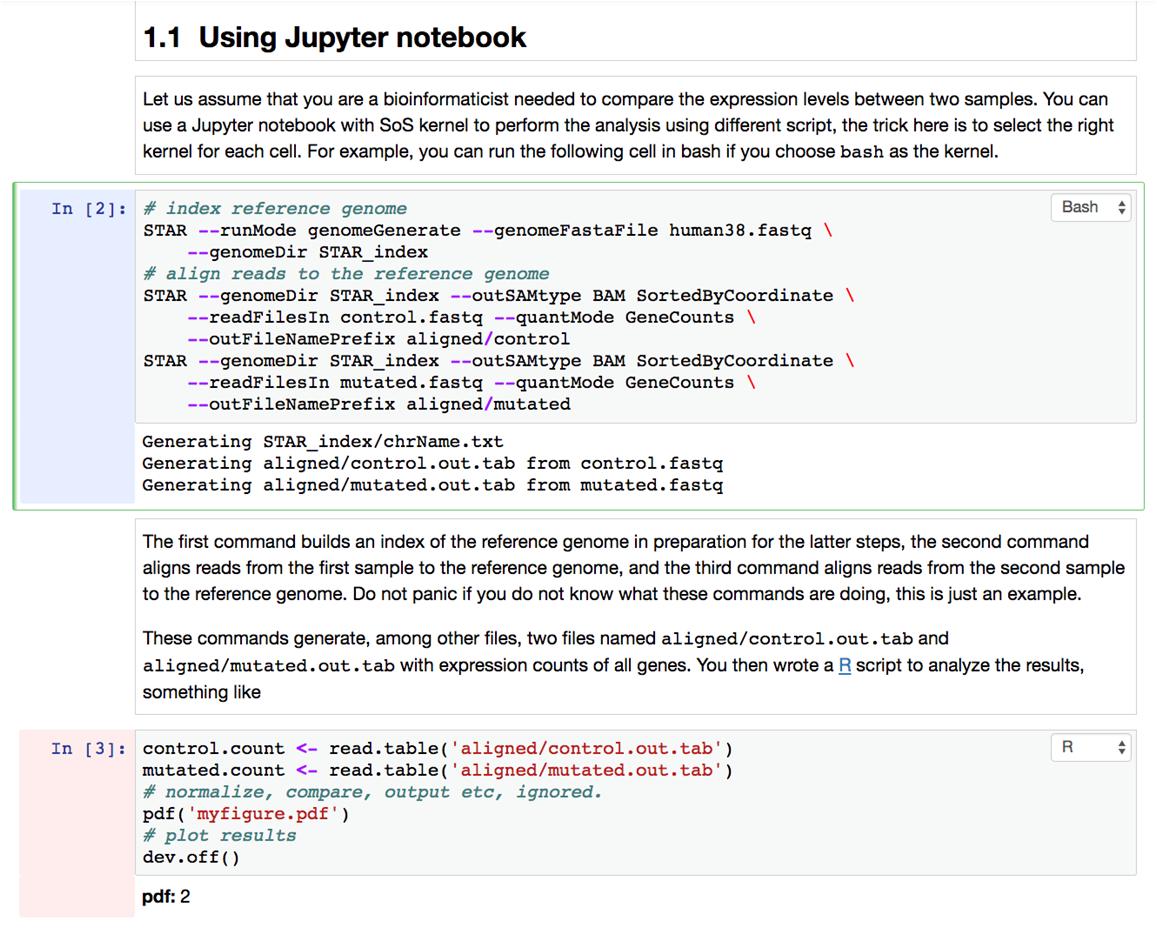 1.1 Using Jupyter notebook
Let us assume that you are a bioinformaticist needed to compare the expression levels between two samples. You can
use a Jupyter notebook with SoS kernel to perform the analysis using different script, the trick here is to select the right
kernel for each cell. For example, you can run the following cell in bash if you choose bash as the kernel.
In [2]:
Bash
# index reference genome
STAR --runMode genomeGenerate --genomeFastaFile human38.fastq \
    --genomeDir STAR_index
# align reads to the reference genome
STAR --genomeDir STAR_index --outSAMtype BAM SortedByCoordinate \
    --readFilesIn control.fastq --quantMode GeneCounts \
    --outFileNamePrefix aligned/control
STAR --genomeDir STAR_index --outSAMtype BAM SortedByCoordinate \
    --readFilesIn mutated.fastq --quantMode GeneCounts \
    --outFileNamePrefix aligned/mutated
Generating STAR_index/chrName.txt
Generating aligned/control.out.tab from control.fastq
Generating aligned/mutated.out.tab from mutated.fastq
The first command builds an index of the reference genome in preparation for the latter steps, the second command
aligns reads from the first sample to the reference genome, and the third command aligns reads from the second sample
to the reference genome. Do not panic if you do not know what these commands are doing, this is just an example.
These commands generate, among other files, two files named aligned/control.out.tab and
aligned/mutated.out.tab with expression counts of all genes. You then wrote a R script to analyze the results,
something like
In [3]:
R
control.count <- read.table('aligned/control.out.tab')
mutated.count <- read.table('aligned/mutated.out.tab')
# normalize, compare, output etc, ignored.
pdf('myfigure.pdf')
# plot results
dev.off()
pdf: 2